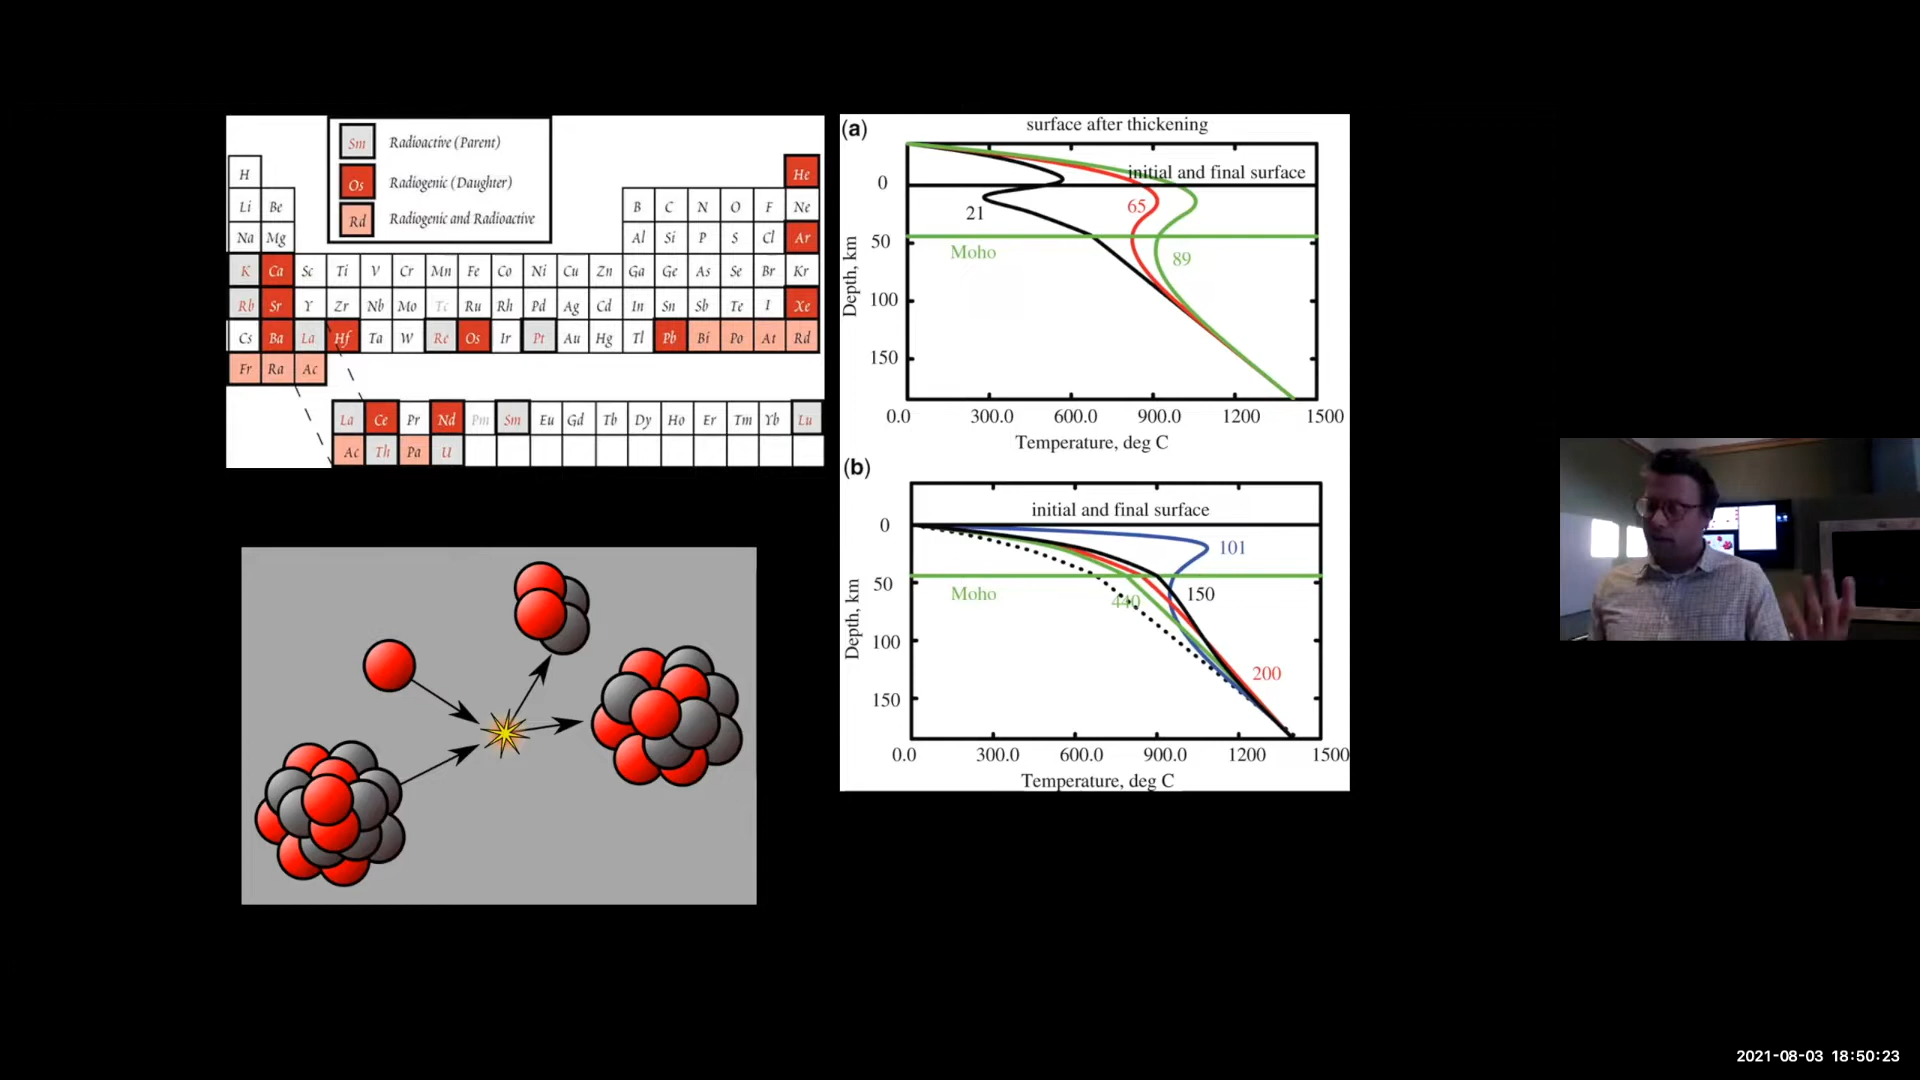 Sm Radioactive (Parent)
Os Radiogenic (Daughter)
Rd Radiogenic and Radioactive
H He
Li Be B C N O F Ne
Na Mg Al Si P S Cl Ar
K Ca Sc Ti V Cr Mn Fe Co Ni Cu Zn Ga Ge As Se Br Kr
Rb Sr Y Zr Nb Mo Tc Ru Rh Pd Ag Cd In Sn Sb Te I Xe
Cs Ba La Hf Ta W Re Os Ir Pt Au Hg Tl Pb Bi Po At Rd
Fr Ra Ac
La Ce Pr Nd Pm Sm Eu Gd Tb Dy Ho Er Tm Yb Lu
Ac Th Pa U
(a)
surface after thickening
initial and final surface
0
21
65
50
Moho
89
100
150
Depth, km
0.0 300.0 600.0 900.0 1200 1500
Temperature, deg C
(b)
initial and final surface
0
101
50
Moho
440
150
100
200
150
Depth, km
0.0 300.0 600.0 900.0 1200 1500
Temperature, deg C
2021-08-03 18:50:23